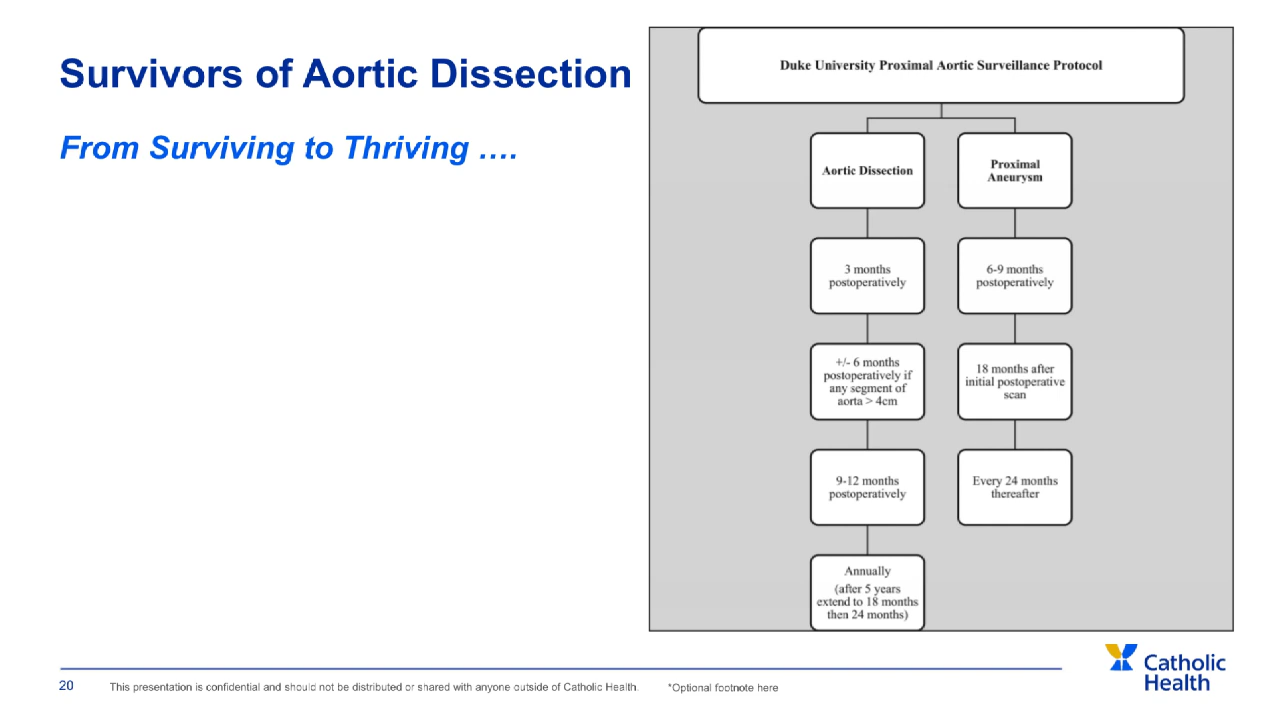 Survivors of Aortic Dissection
From Surviving to Thriving ....
Duke University Proximal Aortic Surveillance Protocol
Aortic Dissection
3 months
postoperatively
+/- 6 months
postoperatively if
any segment of
aorta > 4cm
9-12 months
postoperatively
Annually
(after 5 years
extend to 18 months
then 24 months)
Proximal
Aneurysm
6-9 months
postoperatively
18 months after
initial postoperative
scan
Every 24 months
thereafter
20
This presentation is confidential and should not be distributed or shared with anyone outside of Catholic Health.
*Optional footnote here
Catholic
Health